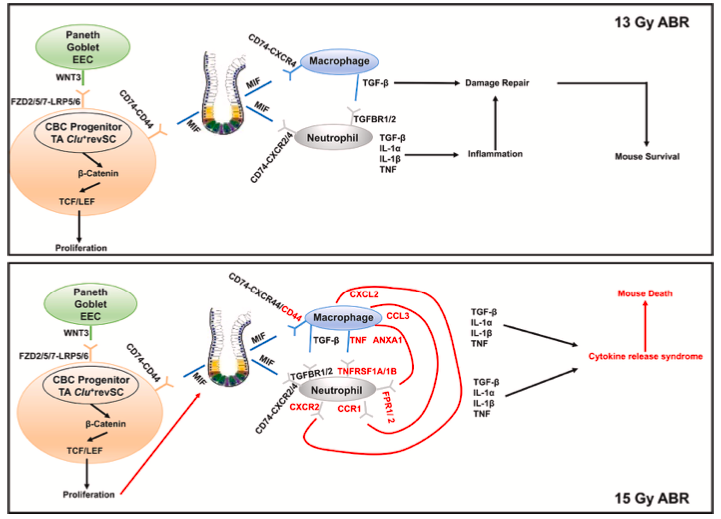 13 Gy ABR
Paneth
Goblet
EEC
WNT3
FZD2/5/7-LRP5/6
CD74-CD44
CBC Progenitor
TA Clu+revSC
β-Catenin
TCF/LEF
Proliferation
MIF
MIF
MIF
CD74-CXCR4
Macrophage
TGF-β
TGFBR1/2
Neutrophil
CD74-CXCR2/4
TGF-β
IL-1α
IL-1β
TNF
Damage Repair
Inflammation
Mouse Survival
Paneth
Goblet
EEC
WNT3
FZD2/5/7-LRP5/6
CD74-CD44
CBC Progenitor
TA Clu+revSC
β-Catenin
TCF/LEF
Proliferation
MIF
MIF
MIF
CD74-CXCR44/CD44
CXCL2
Macrophage
CCL3
TGF-β
TNF
ANXA1
TGFBR1/2
TNFRSF1A/1B
Neutrophil
CD74-CXCR2/4
CXCR2
CCR1
FPR1/2
TGF-β
IL-1α
IL-1β
TNF
TGF-β
IL-1α
IL-1β
TNF
Mouse Death
Cytokine release syndrome
15 Gy ABR